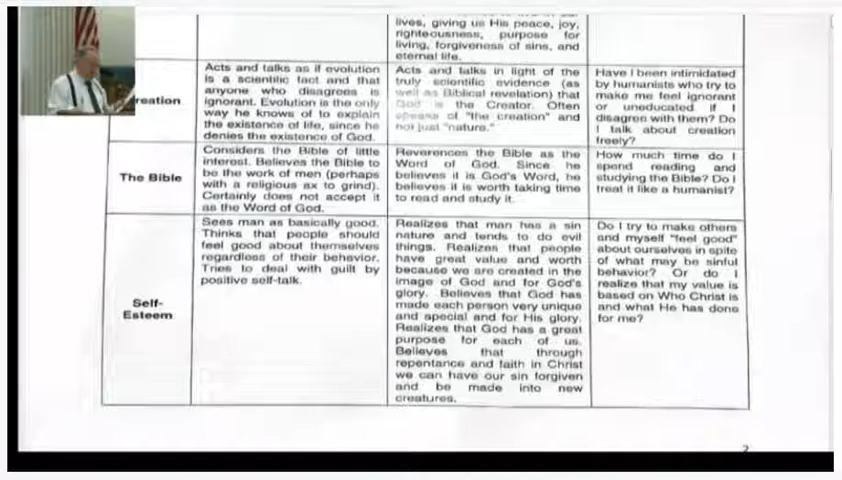 lives, giving us His peace, joy,
righteousness, purpose for
living, forgiveness of sins, and
eternal life.
reation
Acts and talks as if evolution
is a scientific fact and that
anyone who disagrees is
ignorant. Evolution is the only
way he knows of to explain
the existence of life, since he
denies the existence of God.
Acts and talks in light of the
truly scientific evidence (as
well as Biblical revelation) that
God is the Creator. Often
speaks of "the creation" and
not just "nature."
Have I been intimidated
by humanists who try to
make me feel ignorant
or uneducated if I
disagree with them? Do
I talk about creation
freely?
The Bible
Considers the Bible of little
interest. Believes the Bible to
be the work of men (perhaps
with a religious ax to grind).
Certainly does not accept it
as the Word of God.
Reverences the Bible as the
Word of God. Since he
believes it is God's Word, he
believes it is worth taking time
to read and study it.
How much time do I
spend reading and
studying the Bible? Do I
treat it like a humanist?
Self-
Esteem
Sees man as basically good.
Thinks that people should
feel good about themselves
regardless of their behavior.
Tries to deal with guilt by
positive self-talk.
Realizes that man has a sin
nature and tends to do evil
things. Realizes that people
have great value and worth
because we are created in the
image of God and for God's
glory. Believes that God has
made each person very unique
and special and for His glory.
Realizes that God has a great
purpose for each of us.
Believes that through
repentance and faith in Christ
we can have our sin forgiven
and be made into new
creatures.
Do I try to make others
and myself "feel good"
about ourselves in spite
of what may be sinful
behavior? Or do I
realize that my value is
based on Who Christ is
and what He has done
for me?
2